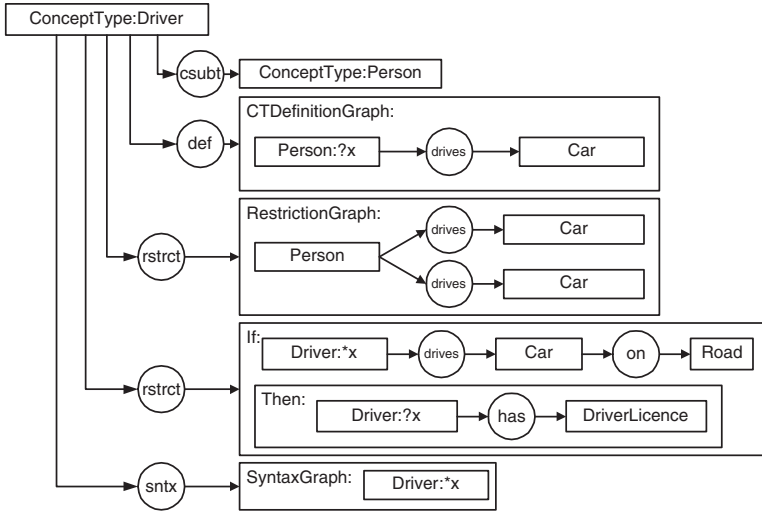 ConceptType:Driver
csubt
ConceptType:Person
def
CTDefinitionGraph:
Person:?x
drives
Car
rstrct
RestrictionGraph:
Person
drives
Car
drives
Car
rstrct
If:
Driver:*x
drives
Car
on
Road
Then:
Driver:?x
has
DriverLicence
sntx
SyntaxGraph:
Driver:*x